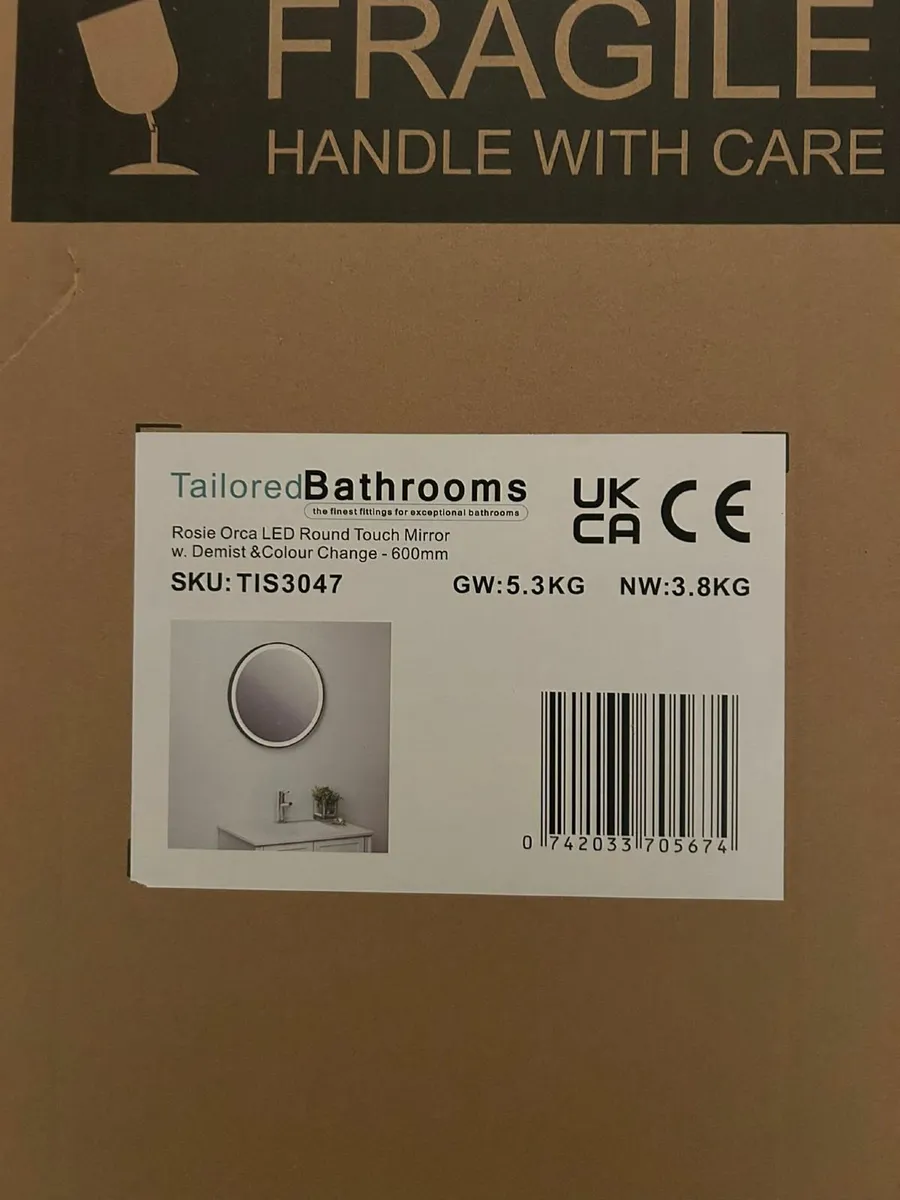 FRAGILE
HANDLE WITH CARE
TailoredBathrooms
the finest fittings for exceptional bathrooms
Rosie Orca LED Round Touch Mirror
w. Demist &Colour Change - 600mm
SKU: TIS3047 GW:5.3KG NW:3.8KG
UK
CA CE
0 742033 705674